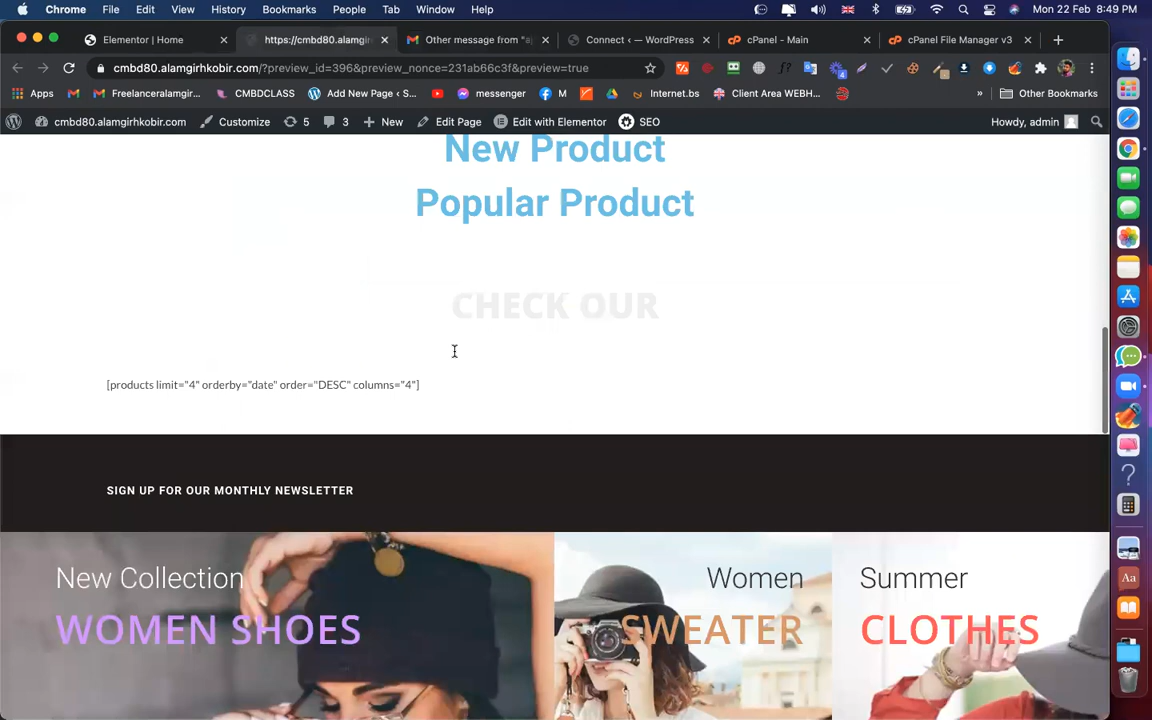 Chrome File Edit View History Bookmarks People Tab Window Help Mon 22 Feb 8:49 PM
Elementor | Home https://cmbd80.alamgirh Other message from "a Connect ‹ — WordPress cPanel - Main cPanel File Manager v3
cmbd80.alamgirhkobir.com/?preview_id=396&preview_nonce=231ab66c3f&preview=true
Apps Freelanceralamgir... CMBDCLASS Add New Page ‹ S... messenger M Internet.bs Client Area WEBH... » Other Bookmarks
cmbd80.alamgirhkobir.com Customize 5 3 New Edit Page Edit with Elementor SEO Howdy, admin
New Product
Popular Product
CHECK OUR
[products limit="4" orderby="date" order="DESC" columns="4"]
SIGN UP FOR OUR MONTHLY NEWSLETTER
New Collection
WOMEN SHOES
Women
SWEATER
Summer
CLOTHES